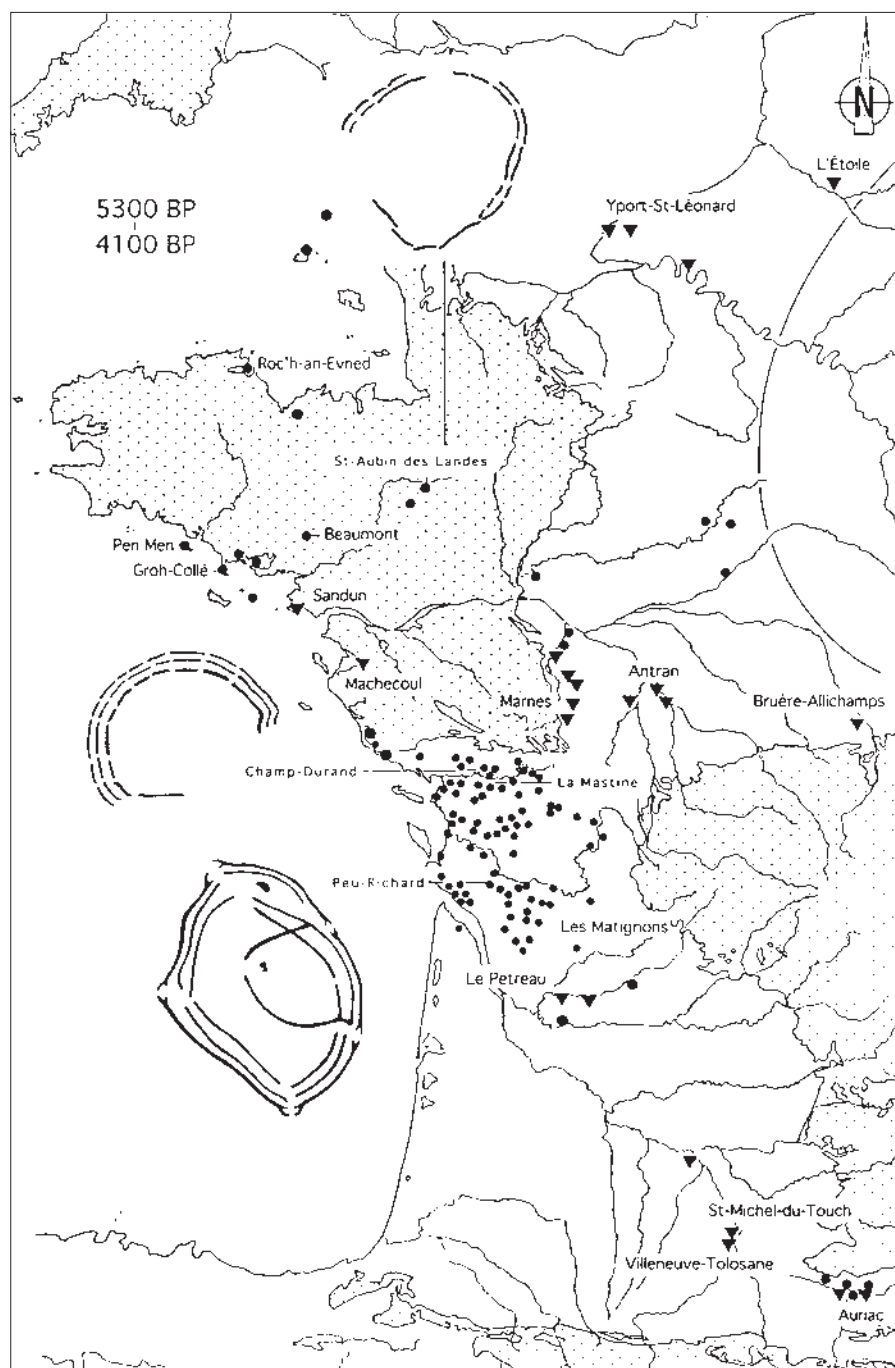 N
L'Étoile
Yport-St-Léonard
5300 BP
4100 BP
Roc'h-an-Evned
St-Aubin des Landes
Beaumont
Pen Men
Groh-Collé
Sandun
Machecoul
Antran
Marnes
Bruère-Allichamps
Champ-Durand
La Mastine
Peu-Richard
Les Matignons
Le Petreau
St-Michel-du-Touch
Villeneuve-Tolosane
Auriac